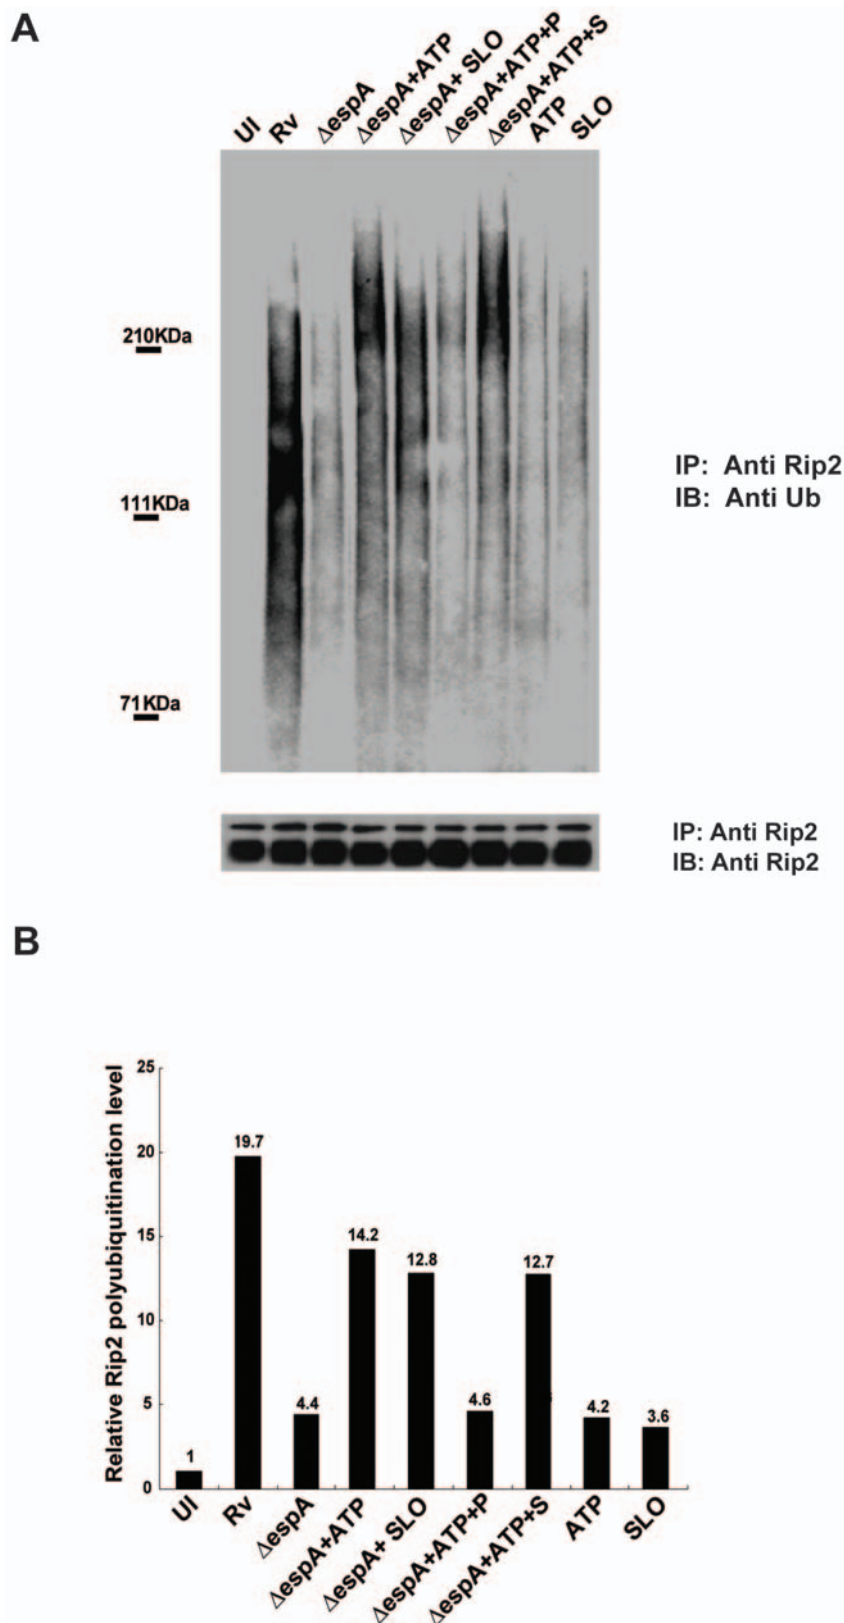 A
UI
Rv
ΔespA
ΔespA+ATP
ΔespA+ SLO
ΔespA+ATP+P
ΔespA+ATP+S
ATP
SLO
210KDa
111KDa
71KDa
IP: Anti Rip2
IB: Anti Ub
IP: Anti Rip2
IB: Anti Rip2
B
Relative Rip2 polyubiquitination level
25
20
15
10
5
0
1
19.7
4.4
14.2
12.8
4.6
12.7
4.2
3.6
UI
Rv
ΔespA
ΔespA+ATP
ΔespA+ SLO
ΔespA+ATP+P
ΔespA+ATP+S
ATP
SLO